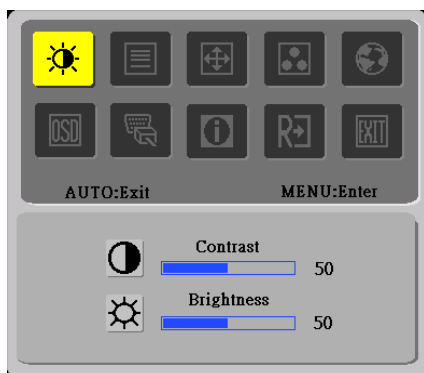 OSD R EXIT
AUTO:Exit MENU:Enter
Contrast
50
Brightness
50